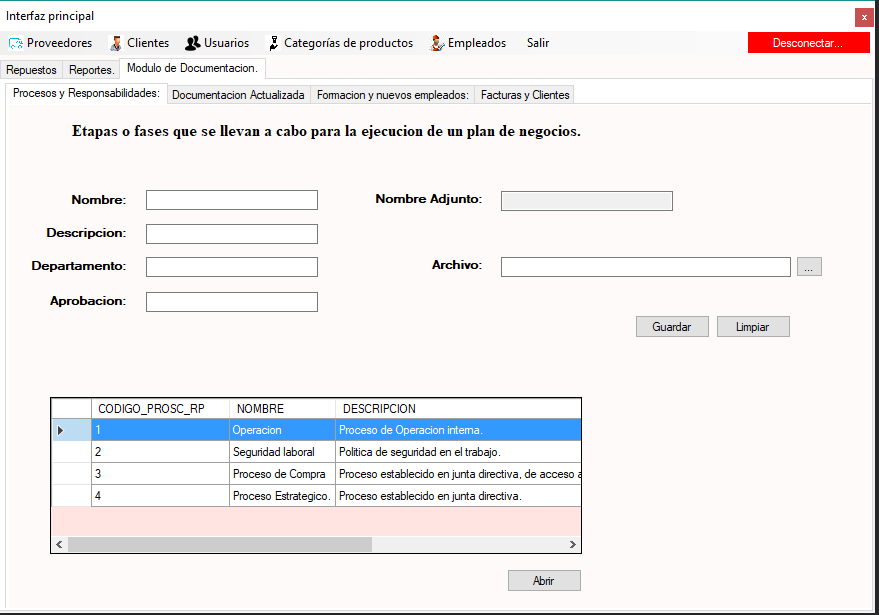 Interfaz principal
x
Proveedores Clientes Usuarios Categorías de productos Empleados Salir Desconectar...
Repuestos Reportes. Modulo de Documentacion.
Procesos y Responsabilidades: Documentacion Actualizada Formacion y nuevos empleados: Facturas y Clientes
Etapas o fases que se llevan a cabo para la ejecucion de un plan de negocios.
Nombre: Nombre Adjunto:
Descripcion:
Departamento: Archivo: ...
Aprobacion:
Guardar Limpiar
CODIGO_PROSC_RP NOMBRE DESCRIPCION
1 Operacion Proceso de Operacion interna.
2 Seguridad laboral Politica de seguridad en el trabajo.
3 Proceso de Compra Proceso establecido en junta directiva, de acceso a
4 Proceso Estrategico. Proceso establecido en junta directiva.
Abrir